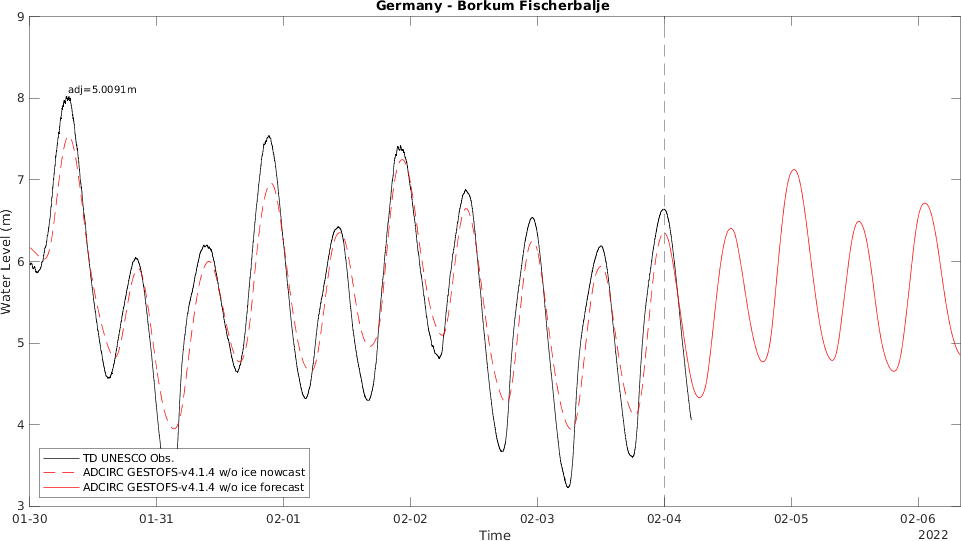 Germany - Borkum Fischerbalje
9
adj=5.0091m
8
7
6
5
4
3
Water Level (m)
TD UNESCO Obs.
ADCIRC GESTOFS-v4.1.4 w/o ice nowcast
ADCIRC GESTOFS-v4.1.4 w/o ice forecast
01-30 01-31 02-01 02-02 02-03 02-04 02-05 02-06
Time
2022